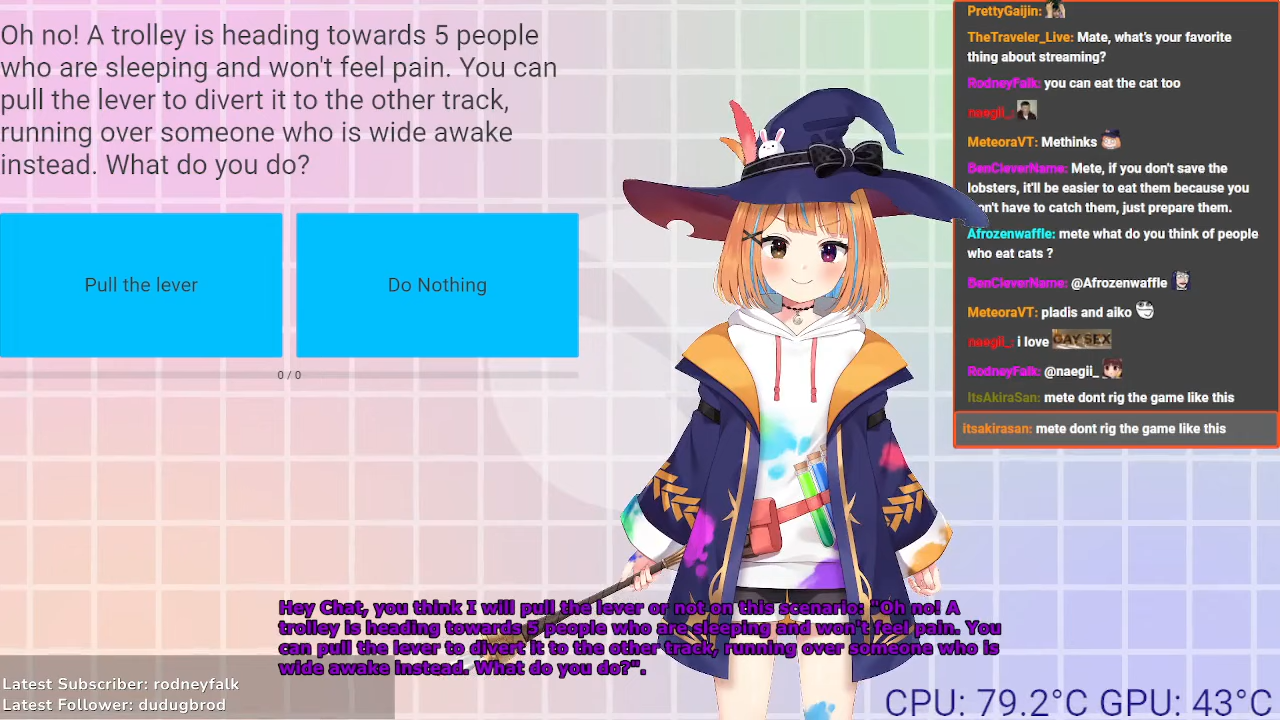 Oh no! A trolley is heading towards 5 people
who are sleeping and won't feel pain. You can
pull the lever to divert it to the other track,
running over someone who is wide awake
instead. What do you do?
Pull the lever
Do Nothing
0 / 0
PrettyGaijin:
TheTraveler_Live: Mate, what's your favorite
thing about streaming?
RodneyFalk: you can eat the cat too
naegii_:
MeteoraVT: Methinks
BenCleverName: Mete, if you don't save the
lobsters, it'll be easier to eat them because you
don't have to catch them, just prepare them.
Afrozenwaffle: mete what do you think of people
who eat cats ?
BenCleverName: @Afrozenwaffle
MeteoraVT: pladis and aiko
naegii_: i love GAY SEX
RodneyFalk: @naegii_
ItsAkiraSan: mete dont rig the game like this
itsakirasan: mete dont rig the game like this
Hey Chat, you think I will pull the lever or not on this scenario: "Oh no! A
trolley is heading towards 5 people who are sleeping and won't feel pain. You
can pull the lever to divert it to the other track, running over someone who is
wide awake instead. What do you do?".
Latest Subscriber: rodneyfalk
Latest Follower: dudugbrod
CPU: 79.2°C GPU: 43°C